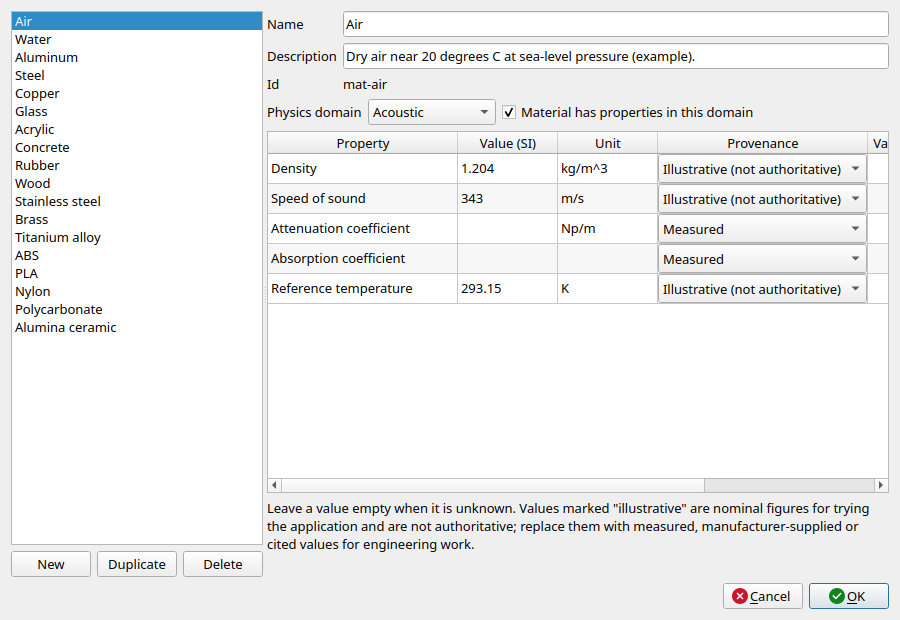 Air
Water
Aluminum
Steel
Copper
Glass
Acrylic
Concrete
Rubber
Wood
Stainless steel
Brass
Titanium alloy
ABS
PLA
Nylon
Polycarbonate
Alumina ceramic
New Duplicate Delete
Name Air
Description Dry air near 20 degrees C at sea-level pressure (example).
Id mat-air
Physics domain Acoustic Material has properties in this domain
Property Value (SI) Unit Provenance Va
Density 1.204 kg/m^3 Illustrative (not authoritative)
Speed of sound 343 m/s Illustrative (not authoritative)
Attenuation coefficient Np/m Measured
Absorption coefficient Measured
Reference temperature 293.15 K Illustrative (not authoritative)
Leave a value empty when it is unknown. Values marked "illustrative" are nominal figures for trying
the application and are not authoritative; replace them with measured, manufacturer-supplied or
cited values for engineering work.
Cancel OK